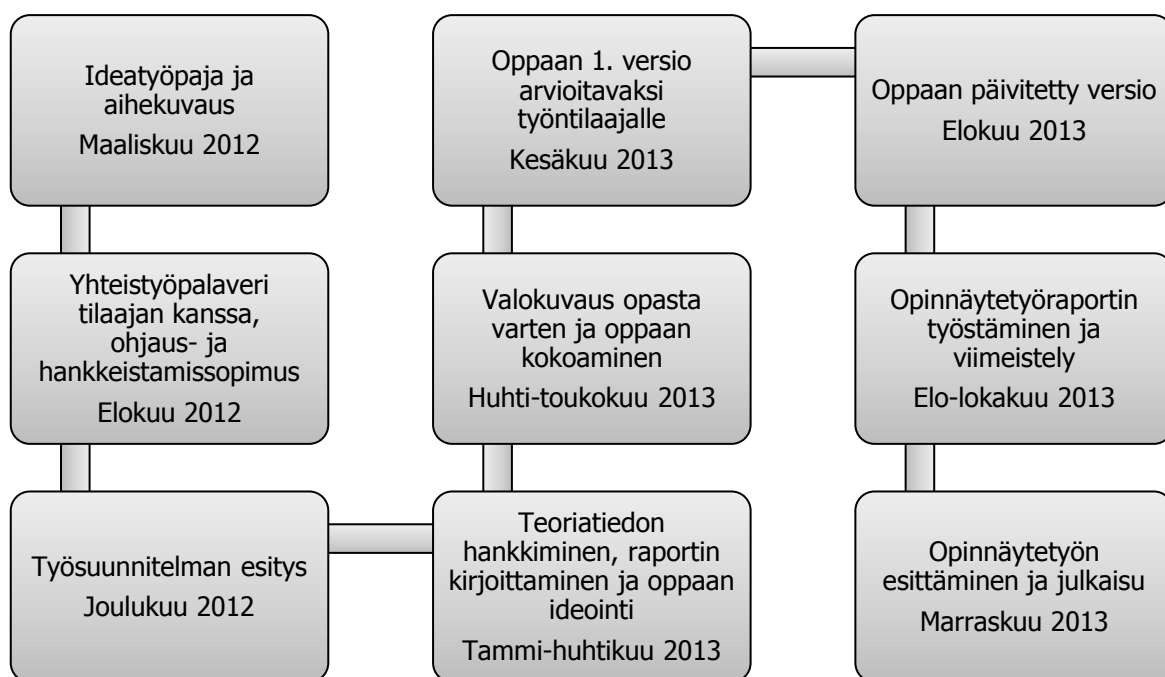 Ideatyöpaja ja
aihekuvaus
Maaliskuu 2012
Yhteistyöpalaveri
tilaajan kanssa,
ohjaus- ja
hankkeistamissopimus
Elokuu 2012
Työsuunnitelman esitys
Joulukuu 2012
Teoriatiedon
hankkiminen, raportin
kirjoittaminen ja oppaan
ideointi
Tammi-huhtikuu 2013
Valokuvaus opasta
varten ja oppaan
kokoaminen
Huhti-toukokuu 2013
Oppaan 1. versio
arvioitavaksi
työntilaajalle
Kesäkuu 2013
Oppaan päivitetty versio
Elokuu 2013
Opinnäytetyöraportin
työstäminen ja
viimeistely
Elo-lokakuu 2013
Opinnäytetyön
esittäminen ja julkaisu
Marraskuu 2013